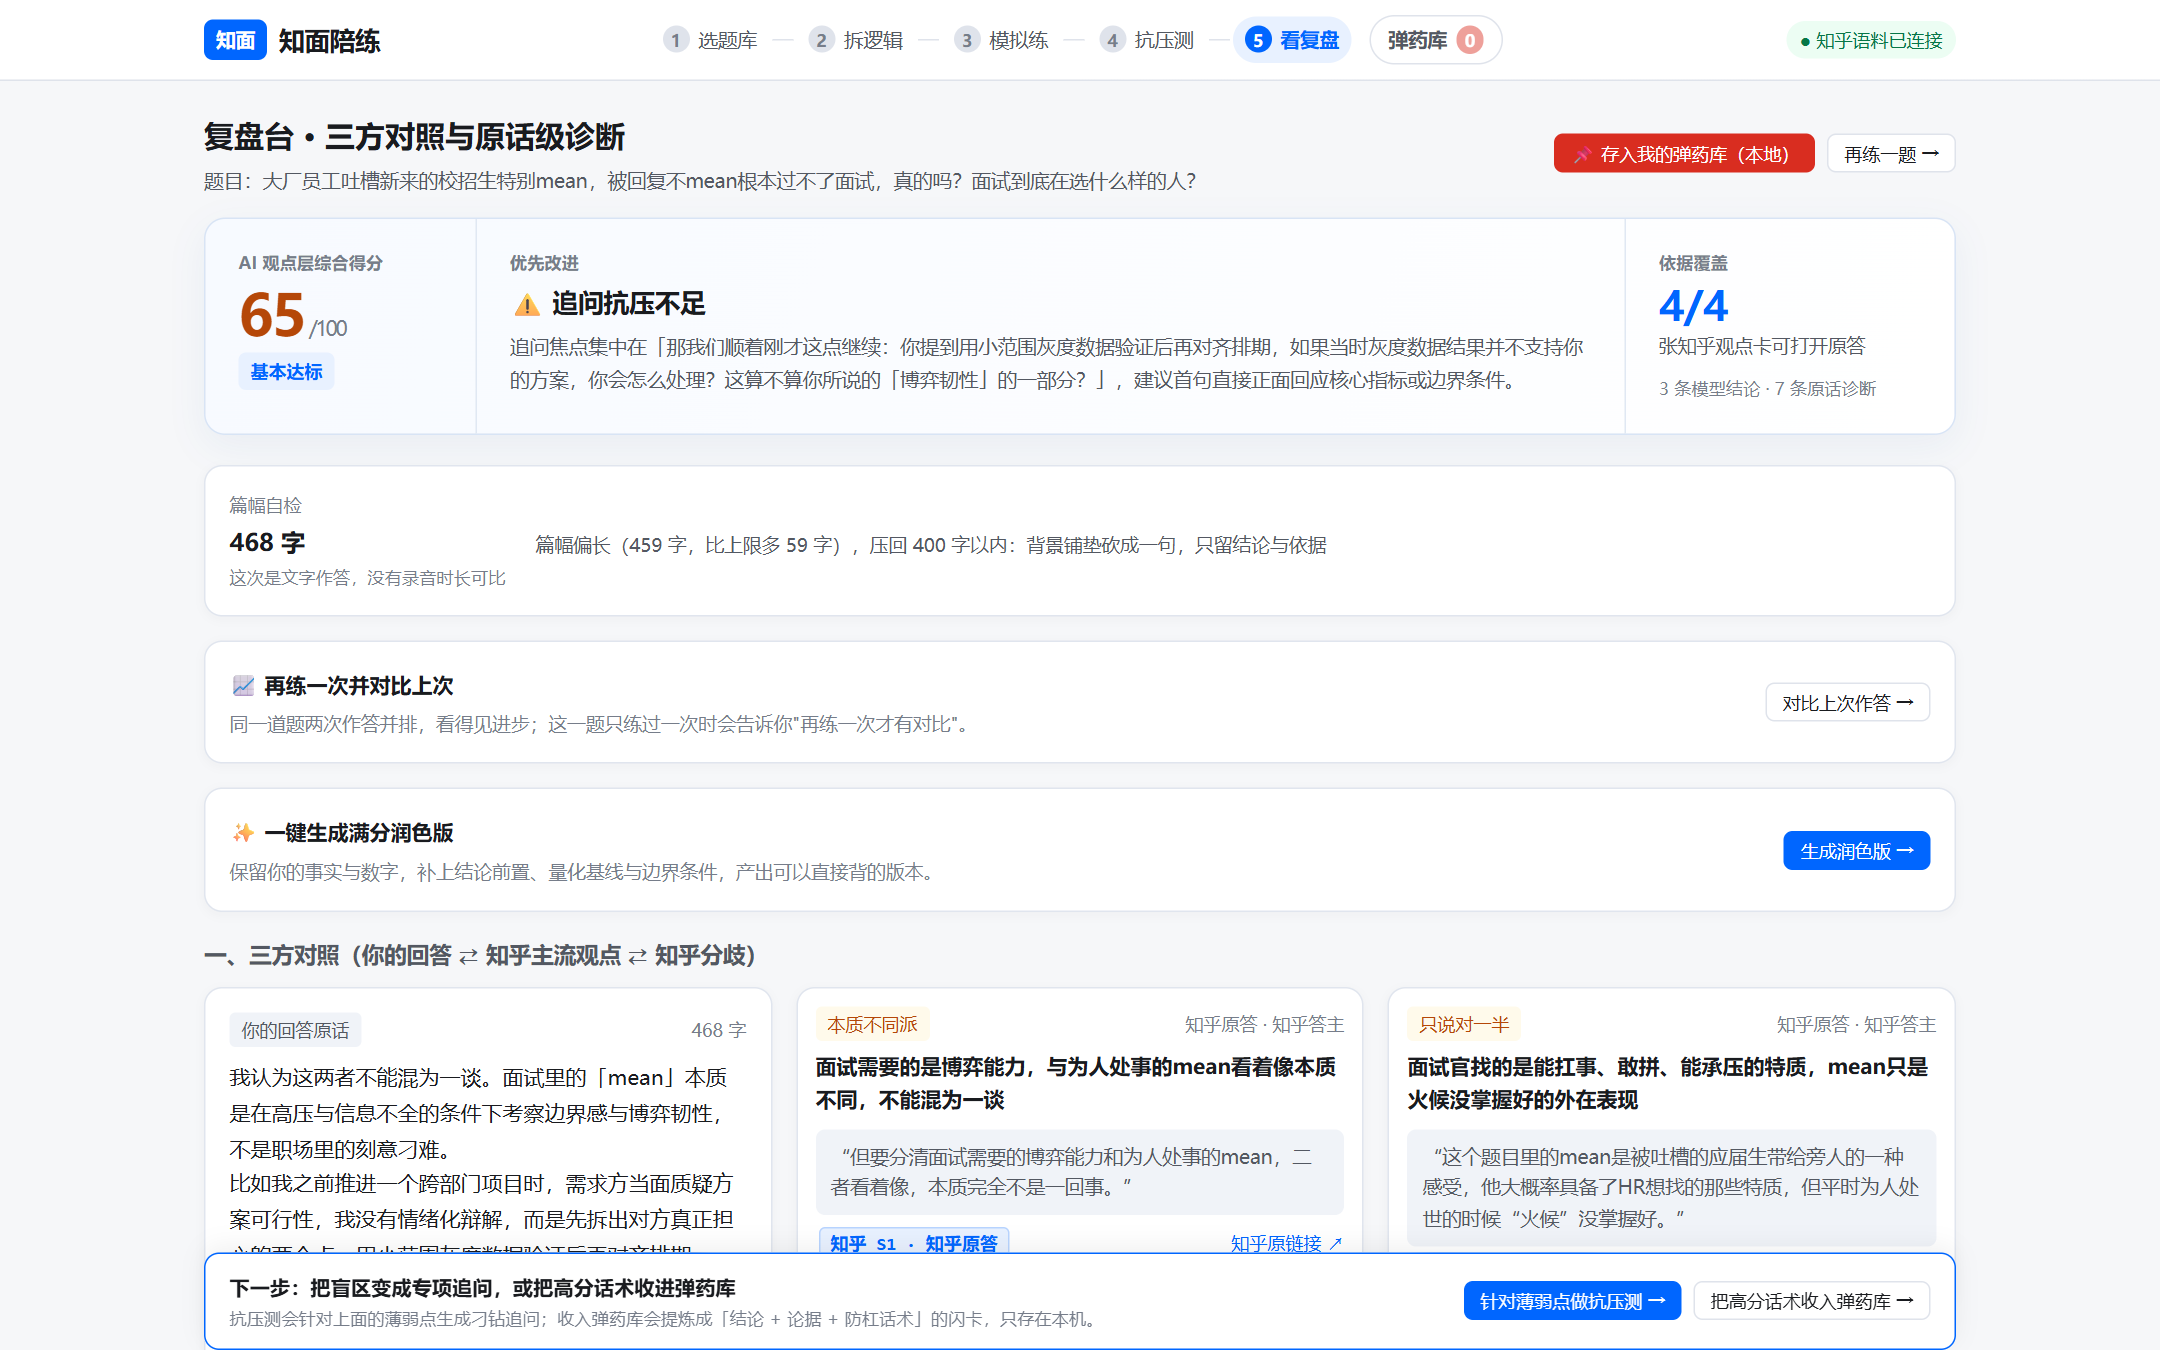 知面 知面陪练
1 选题库 2 拆逻辑 3 模拟练 4 抗压测 5 看复盘 弹药库 0
● 知乎语料已连接
复盘台 · 三方对照与原话级诊断
题目：大厂员工吐槽新来的校招生特别mean，被回复不mean根本过不了面试，真的吗？面试到底在选什么样的人？
📌 存入我的弹药库（本地）
再练一题 →
AI 观点层综合得分
65 /100
基本达标
优先改进
⚠️ 追问抗压不足
追问焦点集中在「那我们顺着刚才这点继续：你提到用小范围灰度数据验证后再对齐排期，如果当时灰度数据结果并不支持你
的方案，你会怎么处理？这算不算你所说的「博弈韧性」的一部分？」，建议首句直接正面回应核心指标或边界条件。
依据覆盖
4/4
张知乎观点卡可打开原答
3 条模型结论 · 7 条原话诊断
篇幅自检
468 字
这次是文字作答，没有录音时长可比
篇幅偏长（459 字，比上限多 59 字），压回 400 字以内：背景铺垫砍成一句，只留结论与依据
📈 再练一次并对比上次
同一道题两次作答并排，看得见进步；这一题只练过一次时会告诉你"再练一次才有对比"。
对比上次作答 →
✨ 一键生成满分润色版
保留你的事实与数字，补上结论前置、量化基线与边界条件，产出可以直接背的版本。
生成润色版 →
一、三方对照（你的回答 ⇄ 知乎主流观点 ⇄ 知乎分歧）
你的回答原话 468 字
我认为这两者不能混为一谈。面试里的「mean」本质
是在高压与信息不全的条件下考察边界感与博弈韧性，
不是职场里的刻意刁难。
比如我之前推进一个跨部门项目时，需求方当面质疑方
案可行性，我没有情绪化辩解，而是先拆出对方真正担
心的两个点，用小范围灰度数据验证后再对齐排期
本质不同派 知乎原答 · 知乎答主
面试需要的是博弈能力，与为人处事的mean看着像本质
不同，不能混为一谈
“但要分清面试需要的博弈能力和为人处事的mean，二
者看着像，本质完全不是一回事。”
知乎 S1 · 知乎原答 知乎原链接 ↗
只说对一半 知乎原答 · 知乎答主
面试官找的是能扛事、敢拼、能承压的特质，mean只是
火候没掌握好的外在表现
“这个题目里的mean是被吐槽的应届生带给旁人的一种
感受，他大概率具备了HR想找的那些特质，但平时为人处
世的时候“火候”没掌握好。”
下一步：把盲区变成专项追问，或把高分话术收进弹药库
抗压测会针对上面的薄弱点生成刁钻追问；收入弹药库会提炼成「结论 + 论据 + 防杠话术」的闪卡，只存在本机。
针对薄弱点做抗压测 →
把高分话术收入弹药库 →